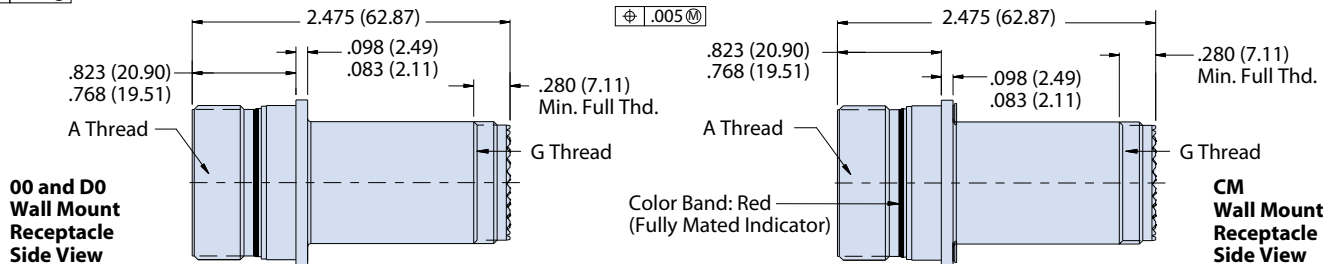 2.475 (62.87)
.098 (2.49)
.083 (2.11)
.823 (20.90)
.768 (19.51)
.280 (7.11)
Min. Full Thd.
A Thread
G Thread
00 and D0
Wall Mount
Receptacle
Side View
⌖ .005 Ⓜ
2.475 (62.87)
.823 (20.90)
.768 (19.51)
.098 (2.49)
.083 (2.11)
.280 (7.11)
Min. Full Thd.
A Thread
G Thread
Color Band: Red
(Fully Mated Indicator)
CM
Wall Mount
Receptacle
Side View